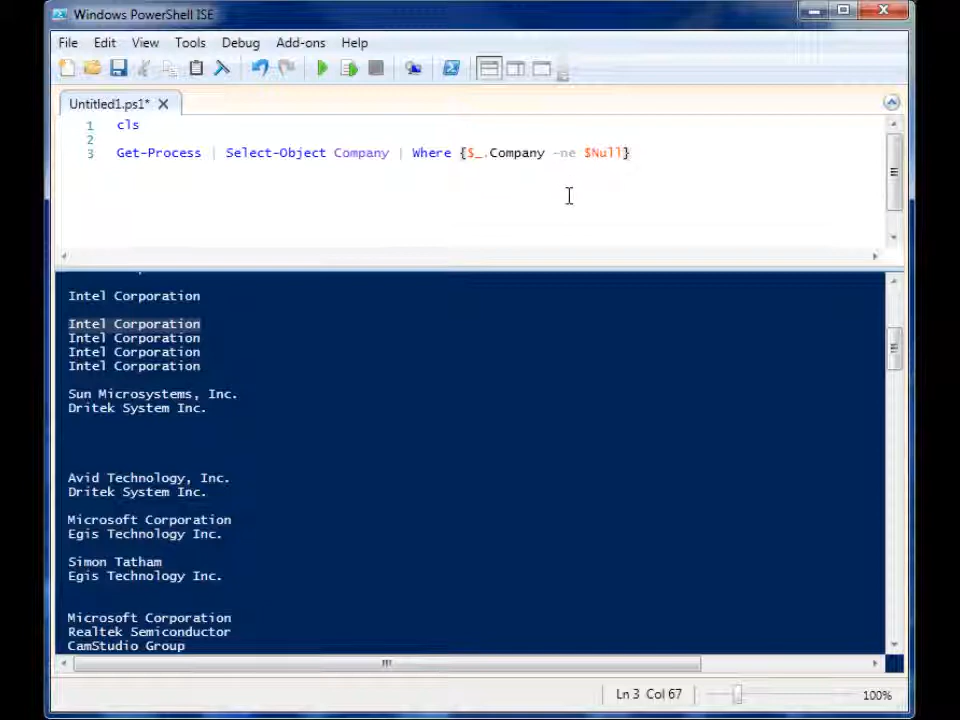 Windows PowerShell ISE
File Edit View Tools Debug Add-ons Help
Untitled1.ps1*
1 cls
2
3 Get-Process | Select-Object Company | Where {$_.Company -ne $Null}
Intel Corporation
Intel Corporation
Intel Corporation
Intel Corporation
Intel Corporation
Sun Microsystems, Inc.
Dritek System Inc.
Avid Technology, Inc.
Dritek System Inc.
Microsoft Corporation
Egis Technology Inc.
Simon Tatham
Egis Technology Inc.
Microsoft Corporation
Realtek Semiconductor
CamStudio Group
Ln 3 Col 67 100%